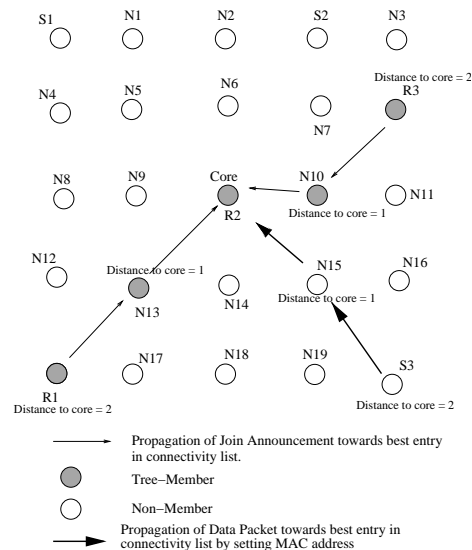 S1 N1 N2 S2 N3
Distance to core = 2
N4 N5 N6 R3
N7
N8 N9 Core N10 N11
R2 Distance to core = 1
N12 Distance to core = 1 N15 N16
N13 N14 Distance to core = 1
N17 N18 N19 S3
R1
Distance to core = 2 Distance to core = 2
Propagation of Join Announcement towards best entry
in connectivity list.
Tree−Member
Non−Member
Propagation of Data Packet towards best entry in
connectivity list by setting MAC address